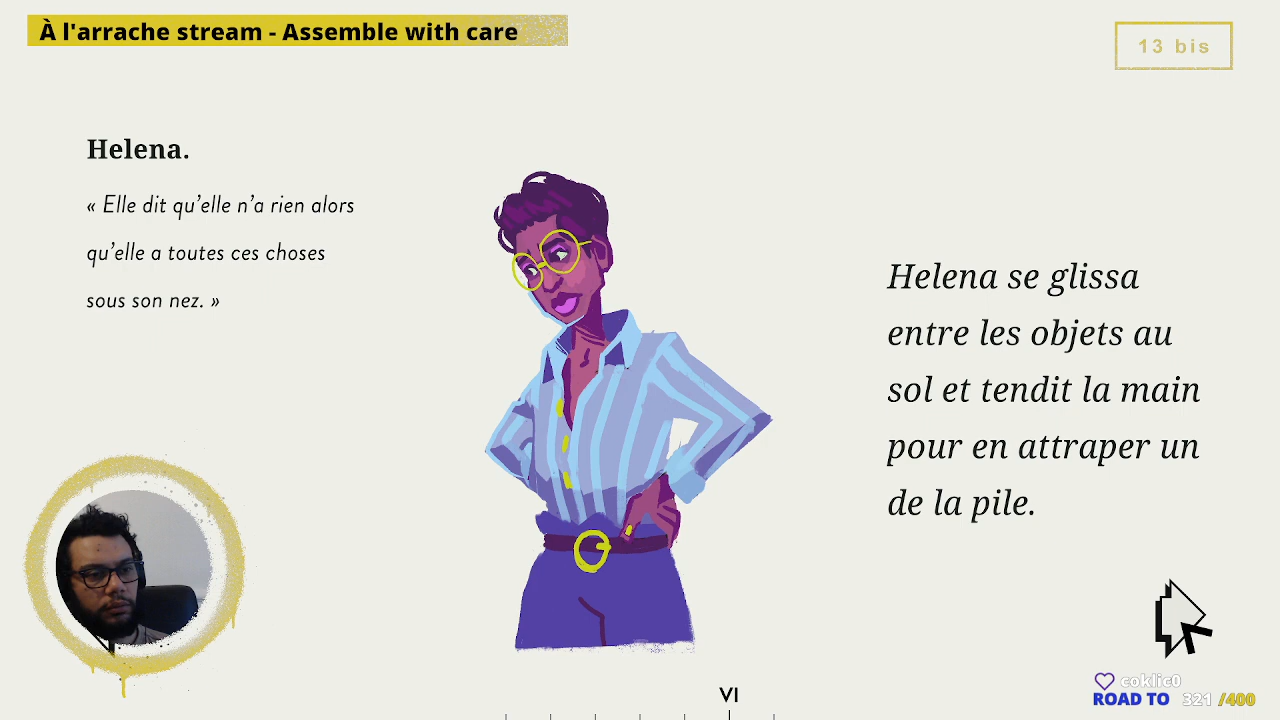 À l'arrache stream - Assemble with care
13 bis
Helena.
« Elle dit qu'elle n'a rien alors
qu'elle a toutes ces choses
sous son nez. »
Helena se glissa
entre les objets au
sol et tendit la main
pour en attraper un
de la pile.
coklic0
ROAD TO 321 /400
VI